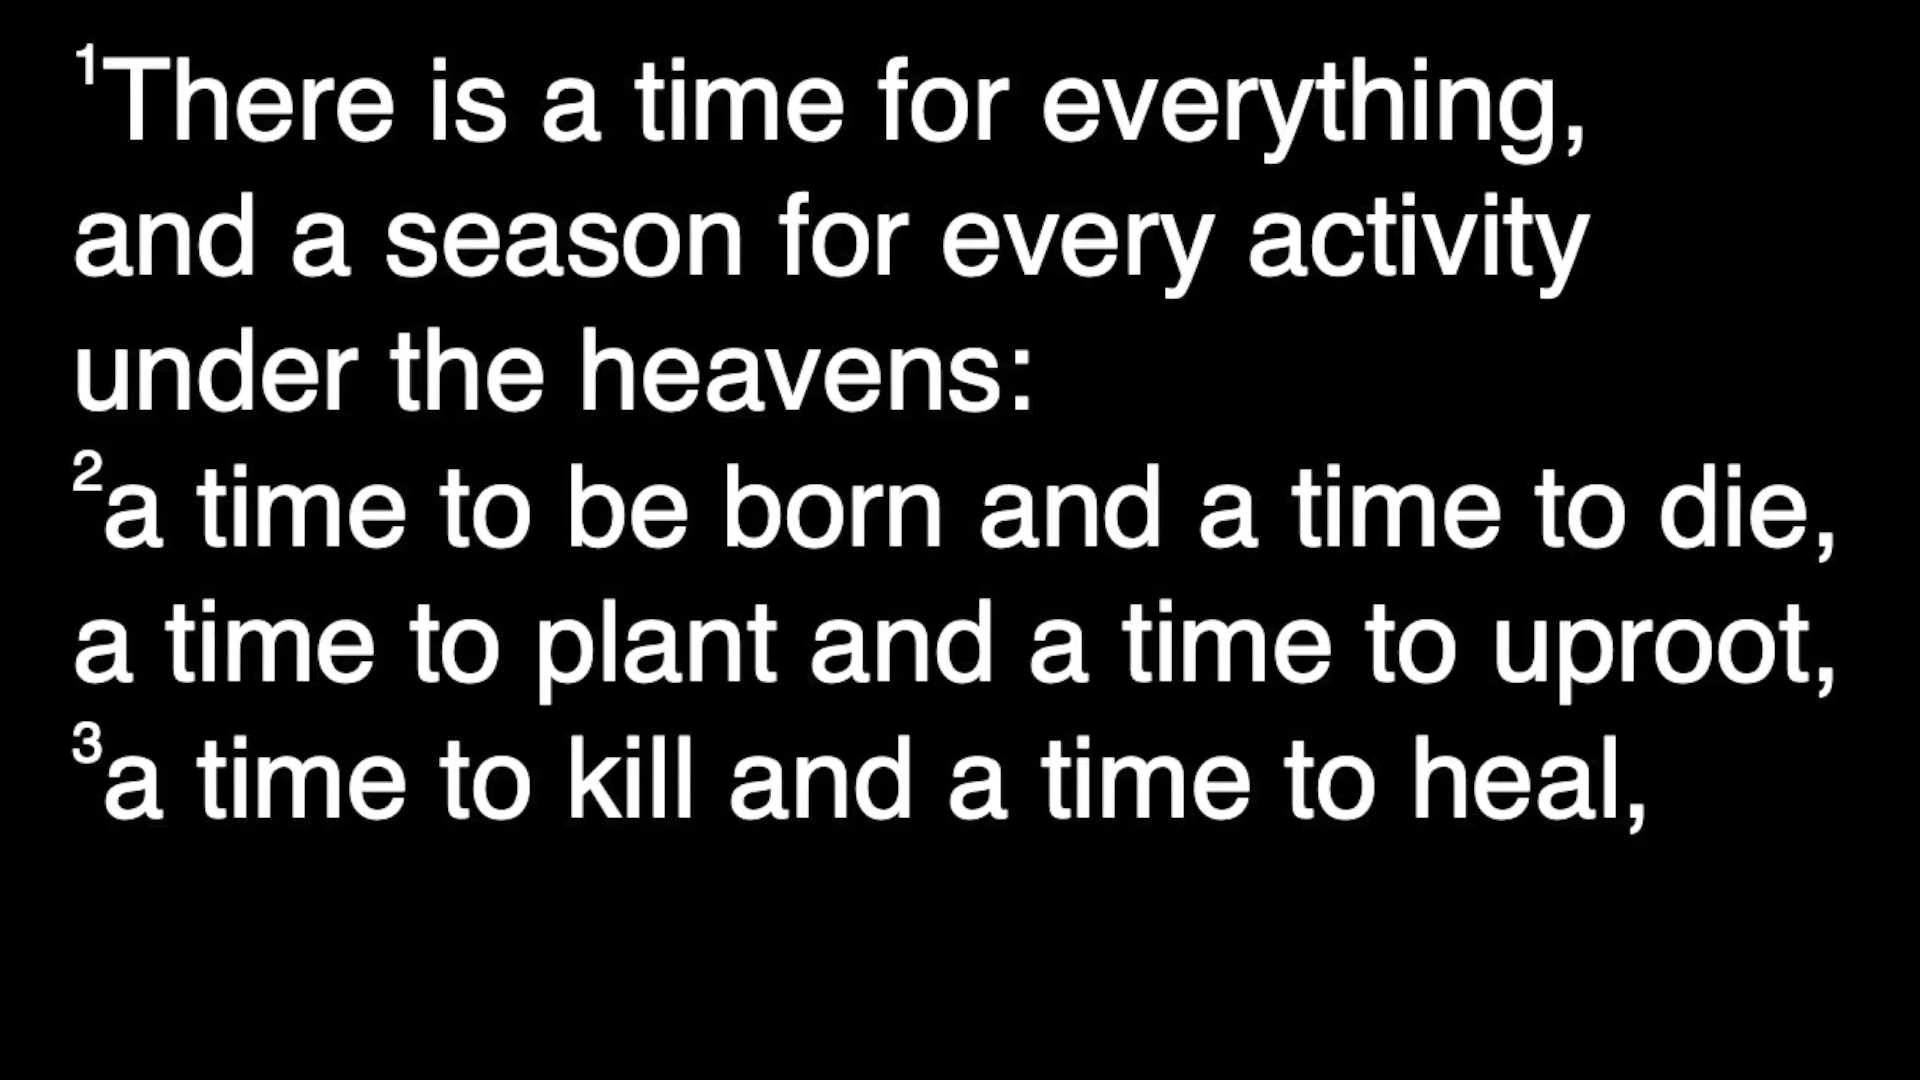 ¹There is a time for everything,
and a season for every activity
under the heavens:
²a time to be born and a time to die,
a time to plant and a time to uproot,
³a time to kill and a time to heal,